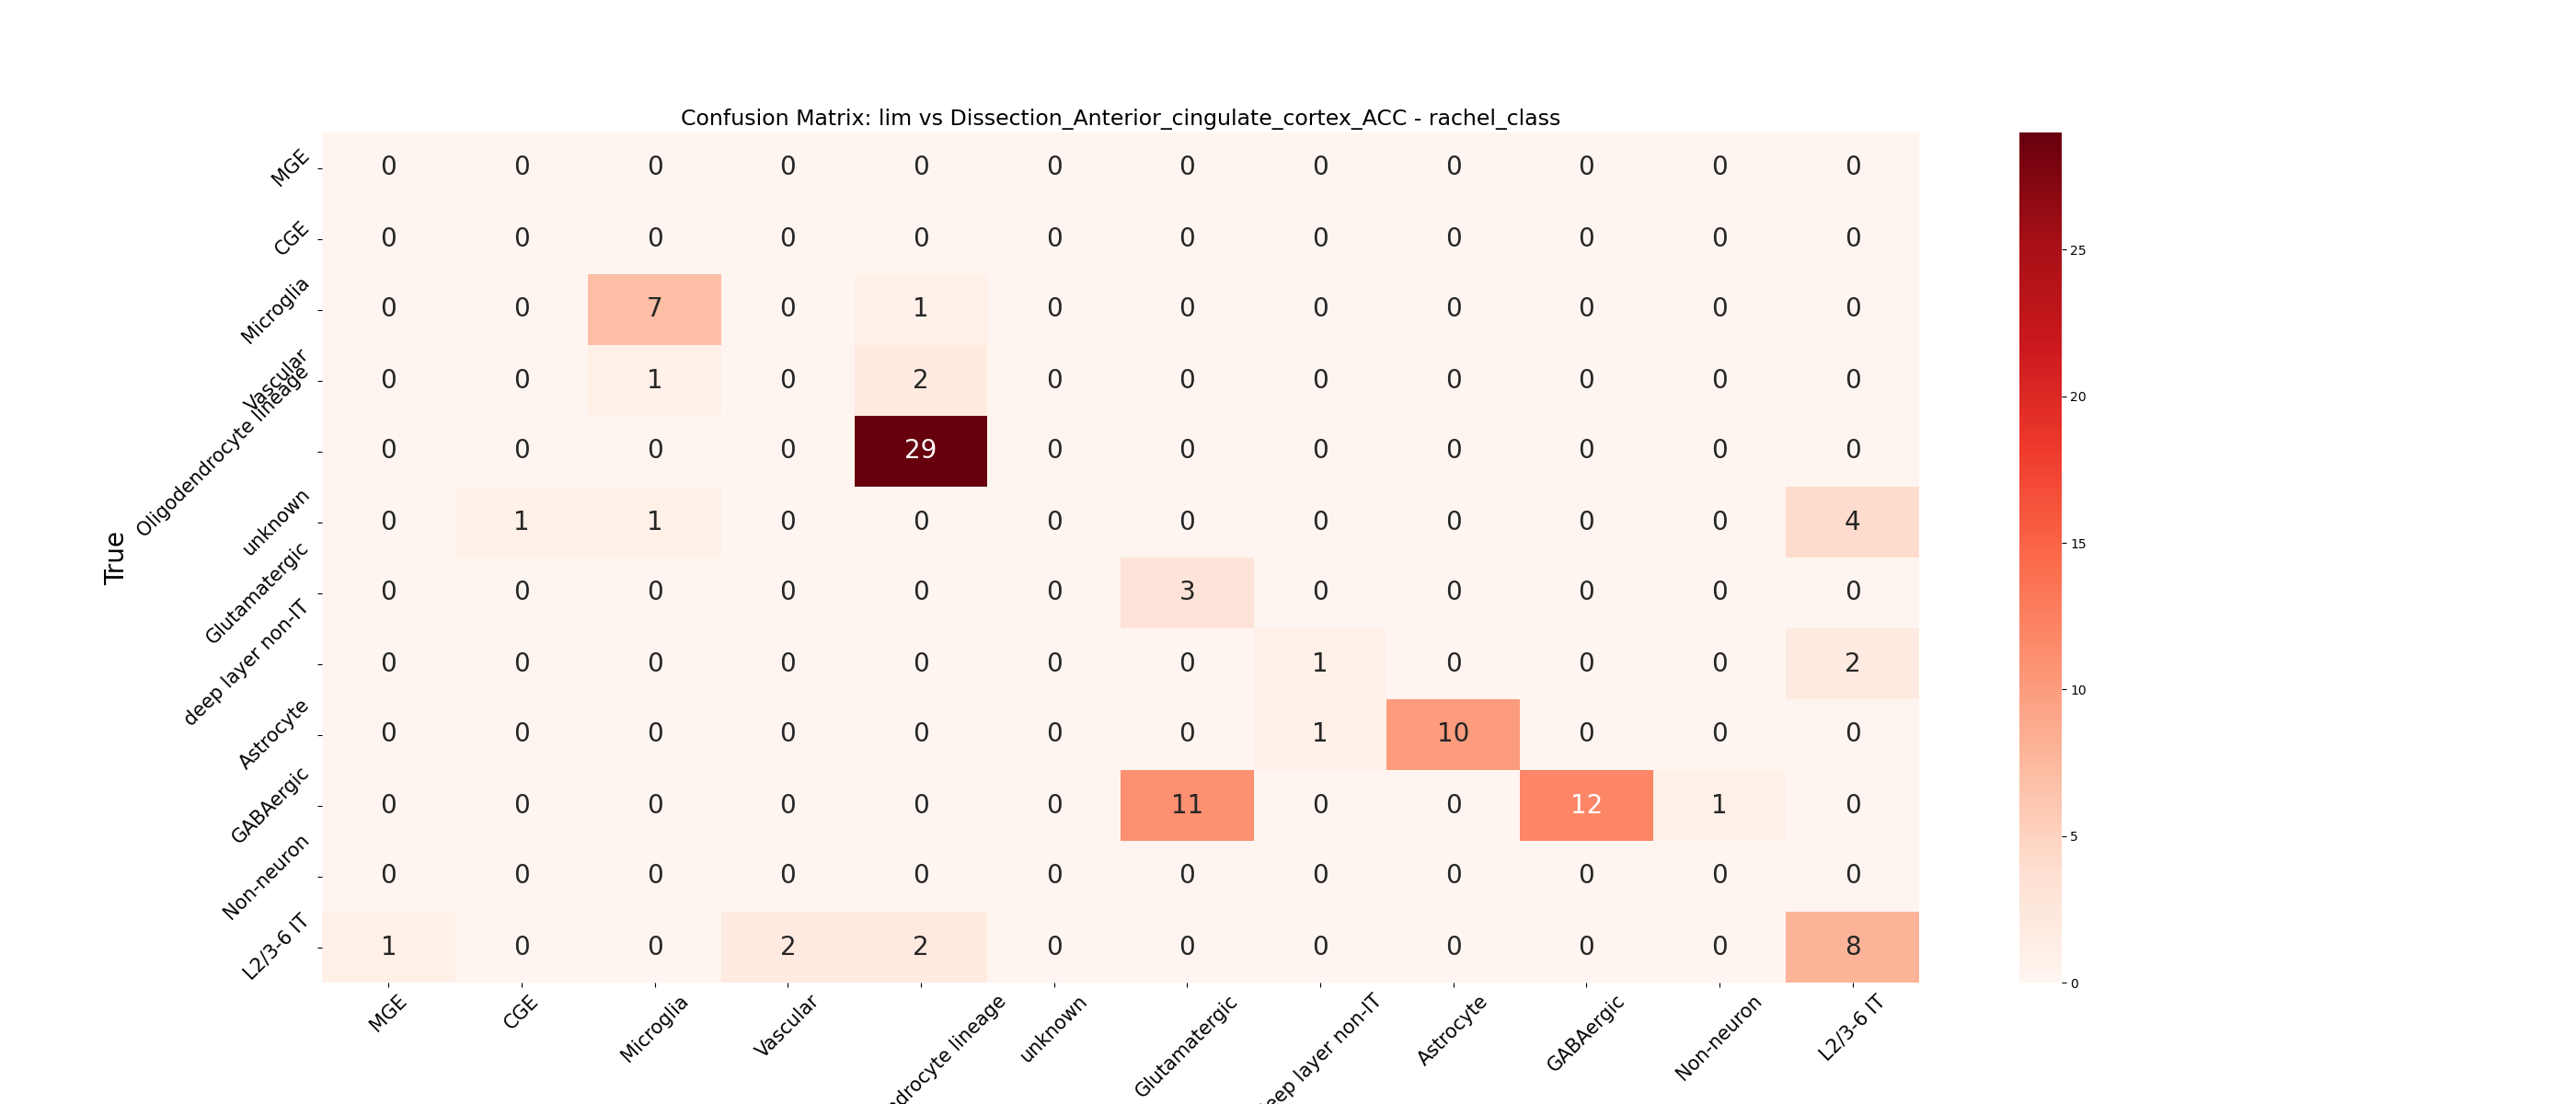 Confusion Matrix: lim vs Dissection_Anterior_cingulate_cortex_ACC - rachel_class
True
MGE 0 0 0 0 0 0 0 0 0 0 0 0
CGE 0 0 0 0 0 0 0 0 0 0 0 0
Microglia 0 0 7 0 1 0 0 0 0 0 0 0
Vascular 0 0 1 0 2 0 0 0 0 0 0 0
Oligodendrocyte lineage 0 0 0 0 29 0 0 0 0 0 0 0
unknown 0 1 1 0 0 0 0 0 0 0 0 4
Glutamatergic 0 0 0 0 0 0 3 0 0 0 0 0
deep layer non-IT 0 0 0 0 0 0 0 1 0 0 0 2
Astrocyte 0 0 0 0 0 0 0 1 10 0 0 0
GABAergic 0 0 0 0 0 0 11 0 0 12 1 0
Non-neuron 0 0 0 0 0 0 0 0 0 0 0 0
L2/3-6 IT 1 0 0 2 2 0 0 0 0 0 0 8
MGE CGE Microglia Vascular ndrocyte lineage unknown Glutamatergic eep layer non-IT Astrocyte GABAergic Non-neuron L2/3-6 IT
25
20
15
10
5
0